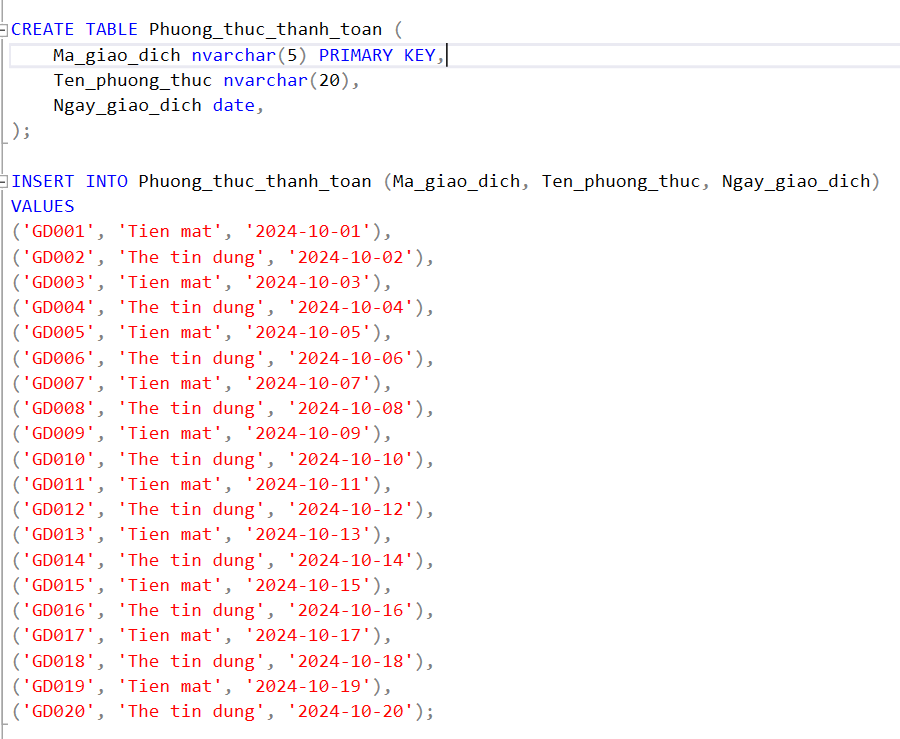 CREATE TABLE Phuong_thuc_thanh_toan (
    Ma_giao_dich nvarchar(5) PRIMARY KEY,
    Ten_phuong_thuc nvarchar(20),
    Ngay_giao_dich date,
);
INSERT INTO Phuong_thuc_thanh_toan (Ma_giao_dich, Ten_phuong_thuc, Ngay_giao_dich)
VALUES
('GD001', 'Tien mat', '2024-10-01'),
('GD002', 'The tin dung', '2024-10-02'),
('GD003', 'Tien mat', '2024-10-03'),
('GD004', 'The tin dung', '2024-10-04'),
('GD005', 'Tien mat', '2024-10-05'),
('GD006', 'The tin dung', '2024-10-06'),
('GD007', 'Tien mat', '2024-10-07'),
('GD008', 'The tin dung', '2024-10-08'),
('GD009', 'Tien mat', '2024-10-09'),
('GD010', 'The tin dung', '2024-10-10'),
('GD011', 'Tien mat', '2024-10-11'),
('GD012', 'The tin dung', '2024-10-12'),
('GD013', 'Tien mat', '2024-10-13'),
('GD014', 'The tin dung', '2024-10-14'),
('GD015', 'Tien mat', '2024-10-15'),
('GD016', 'The tin dung', '2024-10-16'),
('GD017', 'Tien mat', '2024-10-17'),
('GD018', 'The tin dung', '2024-10-18'),
('GD019', 'Tien mat', '2024-10-19'),
('GD020', 'The tin dung', '2024-10-20');